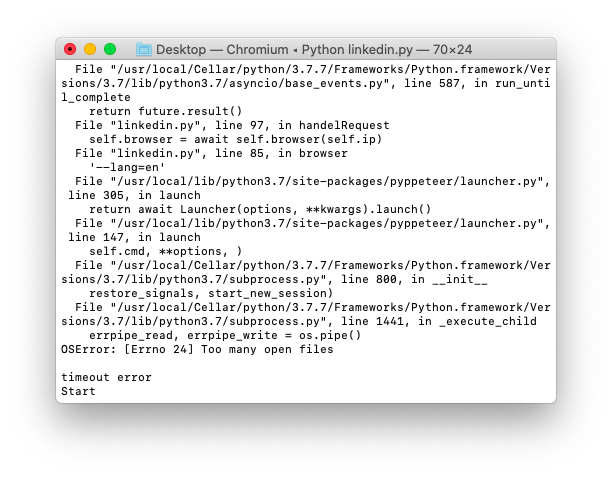 Desktop — Chromium ◂ Python linkedin.py — 70×24
File "/usr/local/Cellar/python/3.7.7/Frameworks/Python.framework/Ver
sions/3.7/lib/python3.7/asyncio/base_events.py", line 587, in run_unti
l_complete
return future.result()
File "linkedin.py", line 97, in handelRequest
self.browser = await self.browser(self.ip)
File "linkedin.py", line 85, in browser
'--lang=en'
File "/usr/local/lib/python3.7/site-packages/pyppeteer/launcher.py",
line 305, in launch
return await Launcher(options, **kwargs).launch()
File "/usr/local/lib/python3.7/site-packages/pyppeteer/launcher.py",
line 147, in launch
self.cmd, **options, )
File "/usr/local/Cellar/python/3.7.7/Frameworks/Python.framework/Ver
sions/3.7/lib/python3.7/subprocess.py", line 800, in __init__
restore_signals, start_new_session)
File "/usr/local/Cellar/python/3.7.7/Frameworks/Python.framework/Ver
sions/3.7/lib/python3.7/subprocess.py", line 1441, in _execute_child
errpipe_read, errpipe_write = os.pipe()
OSError: [Errno 24] Too many open files
timeout error
Start